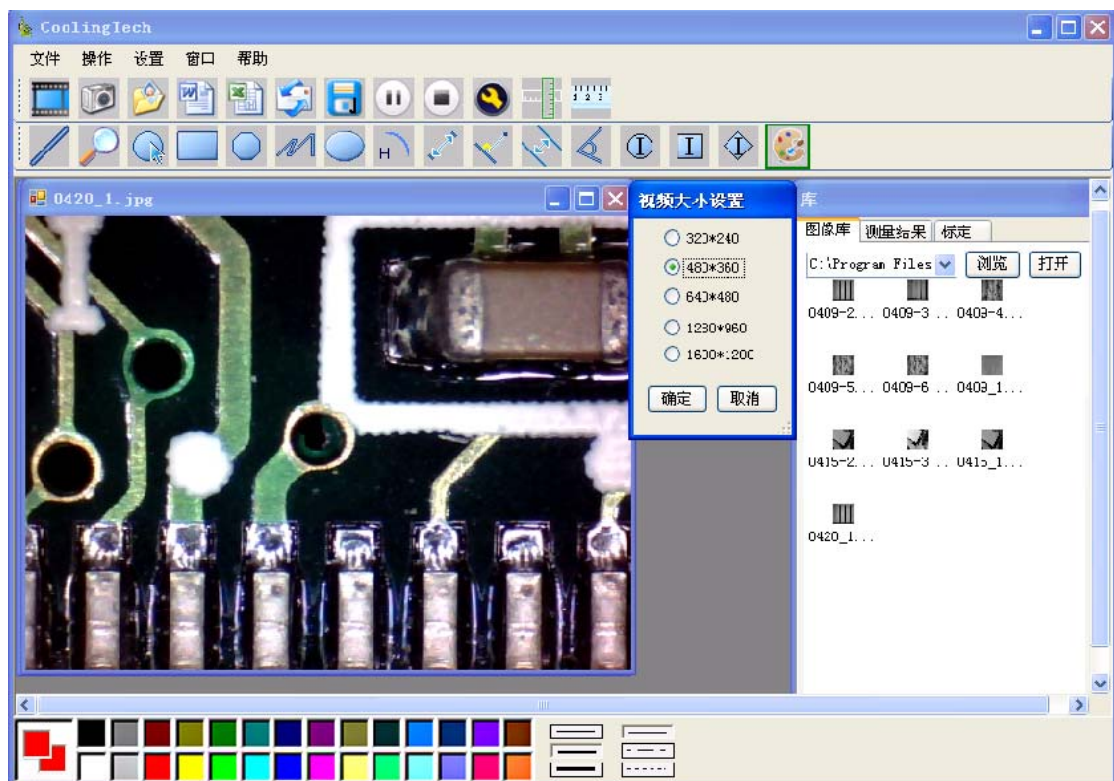 CoolingTech
文件 操作 设置 窗口 帮助
0420_1.jpg
视频大小设置
320*240
480*360
640*480
1280*960
1600*1200
确定 取消
库
图像库 测量结果 标定
C:\Program Files 浏览 打开
0409-2... 0409-3 ... 0409-4...
0409-5... 0409-6 ... 0409_1...
0415-2... 0415-3 ... 0415_1...
0420_1...
H